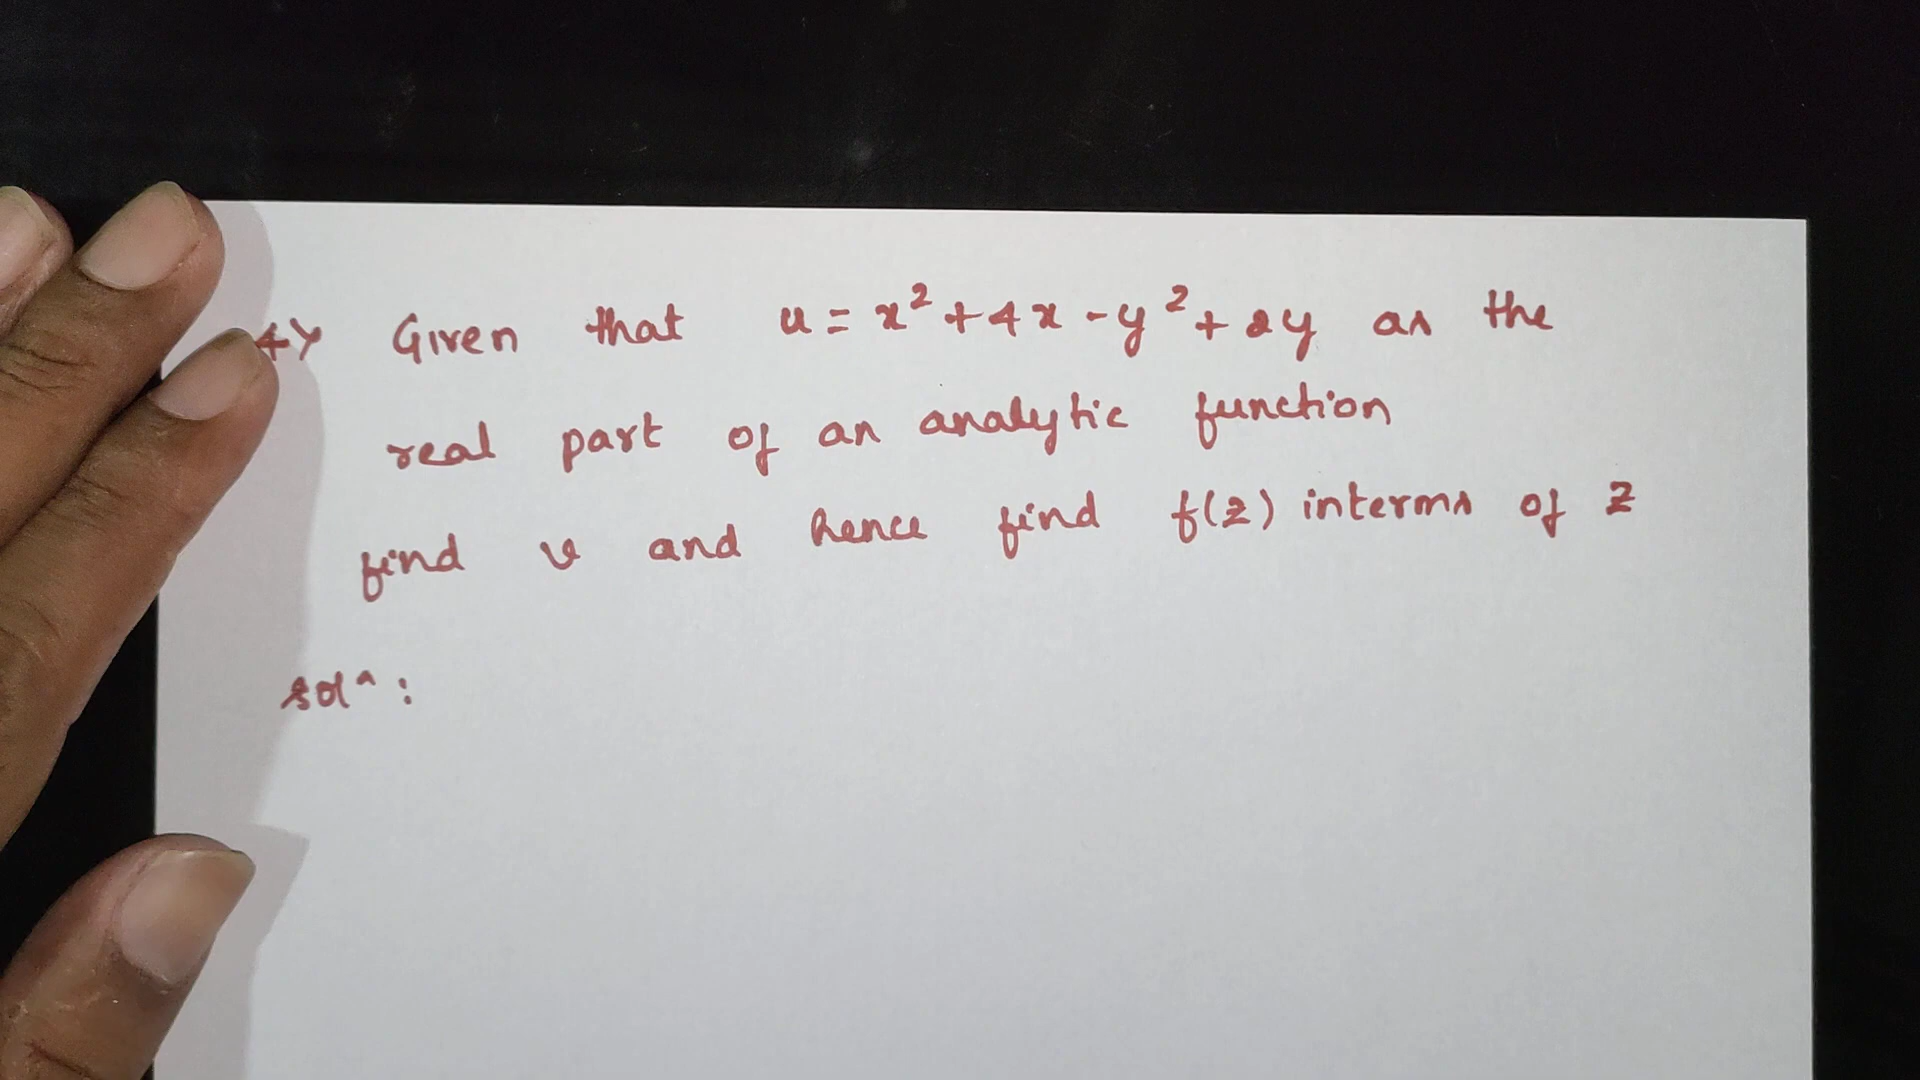 4) Given that u = x² + 4x - y² + 2y as the
real part of an analytic function
find v and hence find f(z) interms of z
solⁿ: